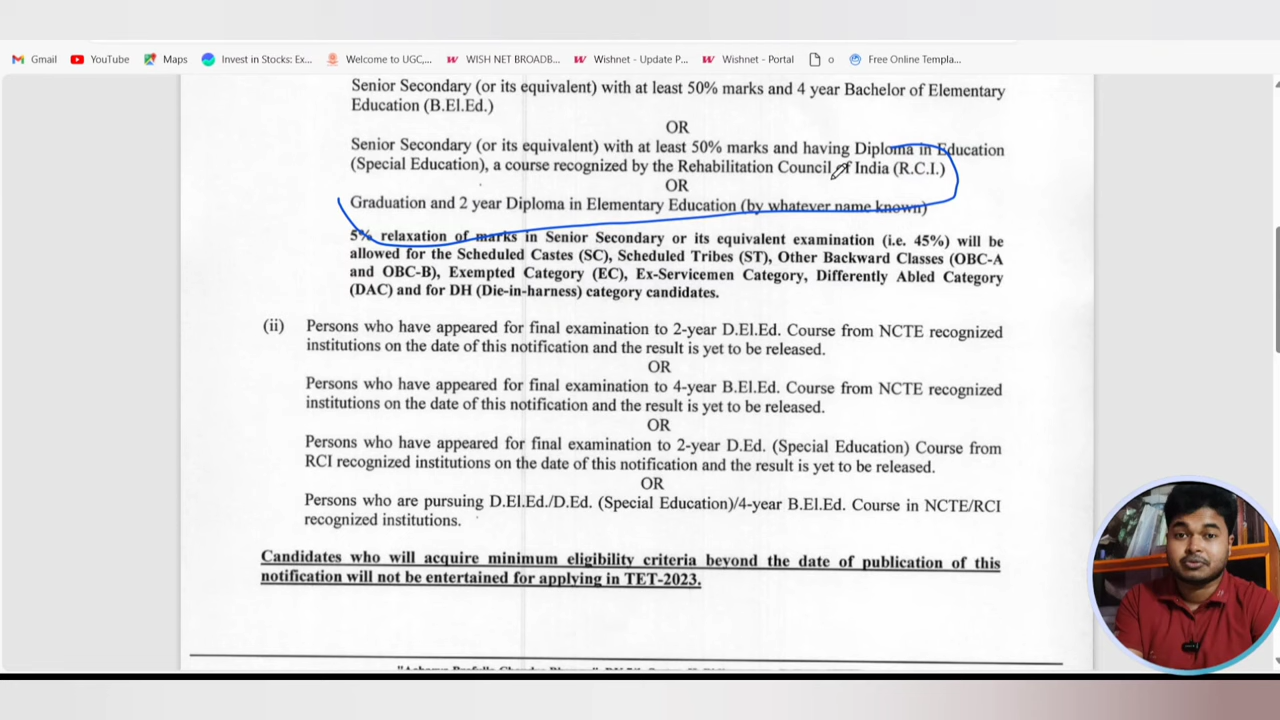 Gmail YouTube Maps Invest in Stocks: Ex... Welcome to UGC,... WISH NET BROADB... Wishnet - Update P... Wishnet - Portal o Free Online Templa...
Senior Secondary (or its equivalent) with at least 50% marks and 4 year Bachelor of Elementary
Education (B.El.Ed.)
OR
Senior Secondary (or its equivalent) with at least 50% marks and having Diploma in Education
(Special Education), a course recognized by the Rehabilitation Council of India (R.C.I.)
OR
Graduation and 2 year Diploma in Elementary Education (by whatever name known)
5% relaxation of marks in Senior Secondary or its equivalent examination (i.e. 45%) will be
allowed for the Scheduled Castes (SC), Scheduled Tribes (ST), Other Backward Classes (OBC-A
and OBC-B), Exempted Category (EC), Ex-Servicemen Category, Differently Abled Category
(DAC) and for DH (Die-in-harness) category candidates.
(ii) Persons who have appeared for final examination to 2-year D.El.Ed. Course from NCTE recognized
institutions on the date of this notification and the result is yet to be released.
OR
Persons who have appeared for final examination to 4-year B.El.Ed. Course from NCTE recognized
institutions on the date of this notification and the result is yet to be released.
OR
Persons who have appeared for final examination to 2-year D.Ed. (Special Education) Course from
RCI recognized institutions on the date of this notification and the result is yet to be released.
OR
Persons who are pursuing D.El.Ed./D.Ed. (Special Education)/4-year B.El.Ed. Course in NCTE/RCI
recognized institutions.
Candidates who will acquire minimum eligibility criteria beyond the date of publication of this
notification will not be entertained for applying in TET-2023.